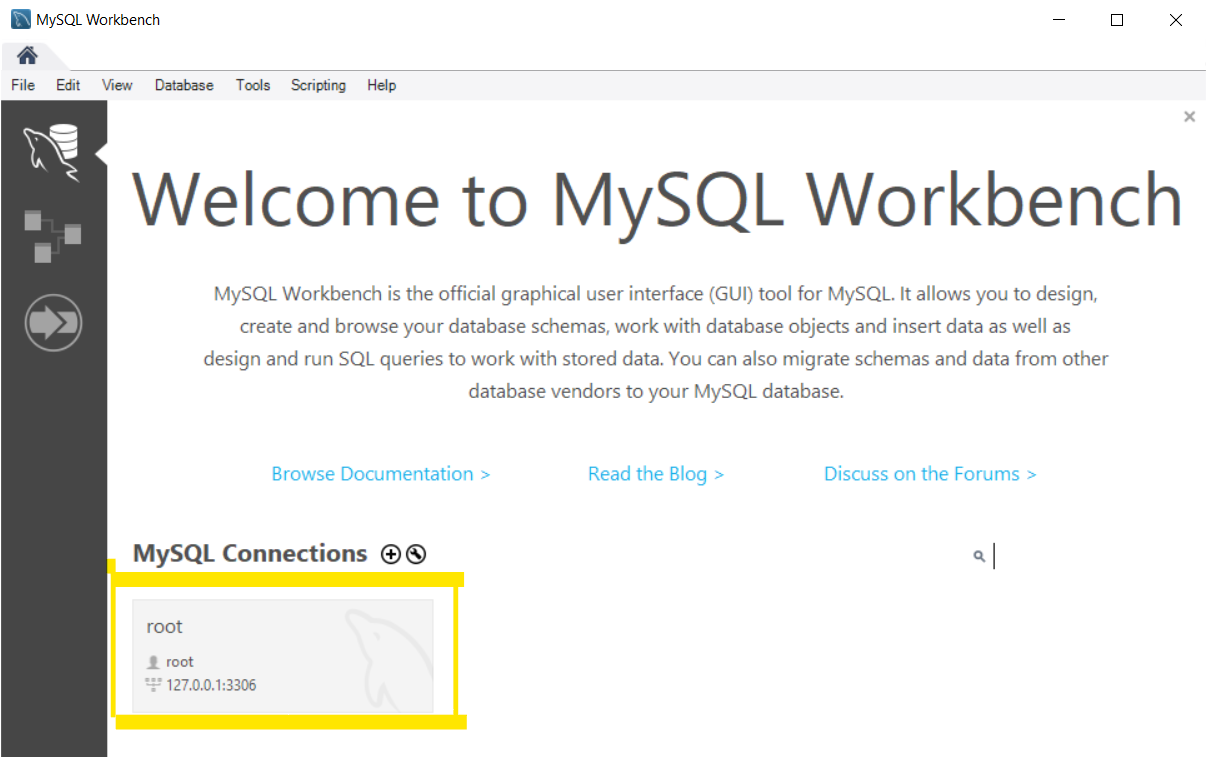 MySQL Workbench
File Edit View Database Tools Scripting Help
Welcome to MySQL Workbench
MySQL Workbench is the official graphical user interface (GUI) tool for MySQL. It allows you to design,
create and browse your database schemas, work with database objects and insert data as well as
design and run SQL queries to work with stored data. You can also migrate schemas and data from other
database vendors to your MySQL database.
Browse Documentation > Read the Blog > Discuss on the Forums >
MySQL Connections
root
root
127.0.0.1:3306